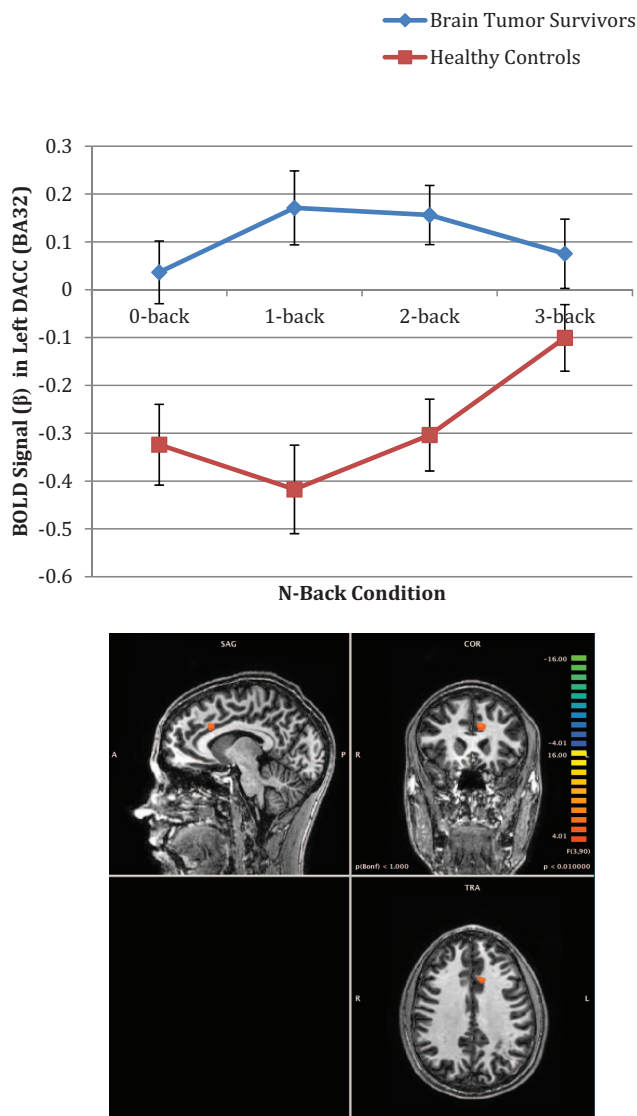 Brain Tumor Survivors
Healthy Controls
BOLD Signal (β) in Left DACC (BA32)
0.3
0.2
0.1
0
-0.1
-0.2
-0.3
-0.4
-0.5
-0.6
0-back 1-back 2-back 3-back
N-Back Condition
SAG
A P
COR
R
-16.00
-4.01
16.00
4.01
F(3,90)
p(Bonf) < 1.000
p < 0.010000
TRA
R L